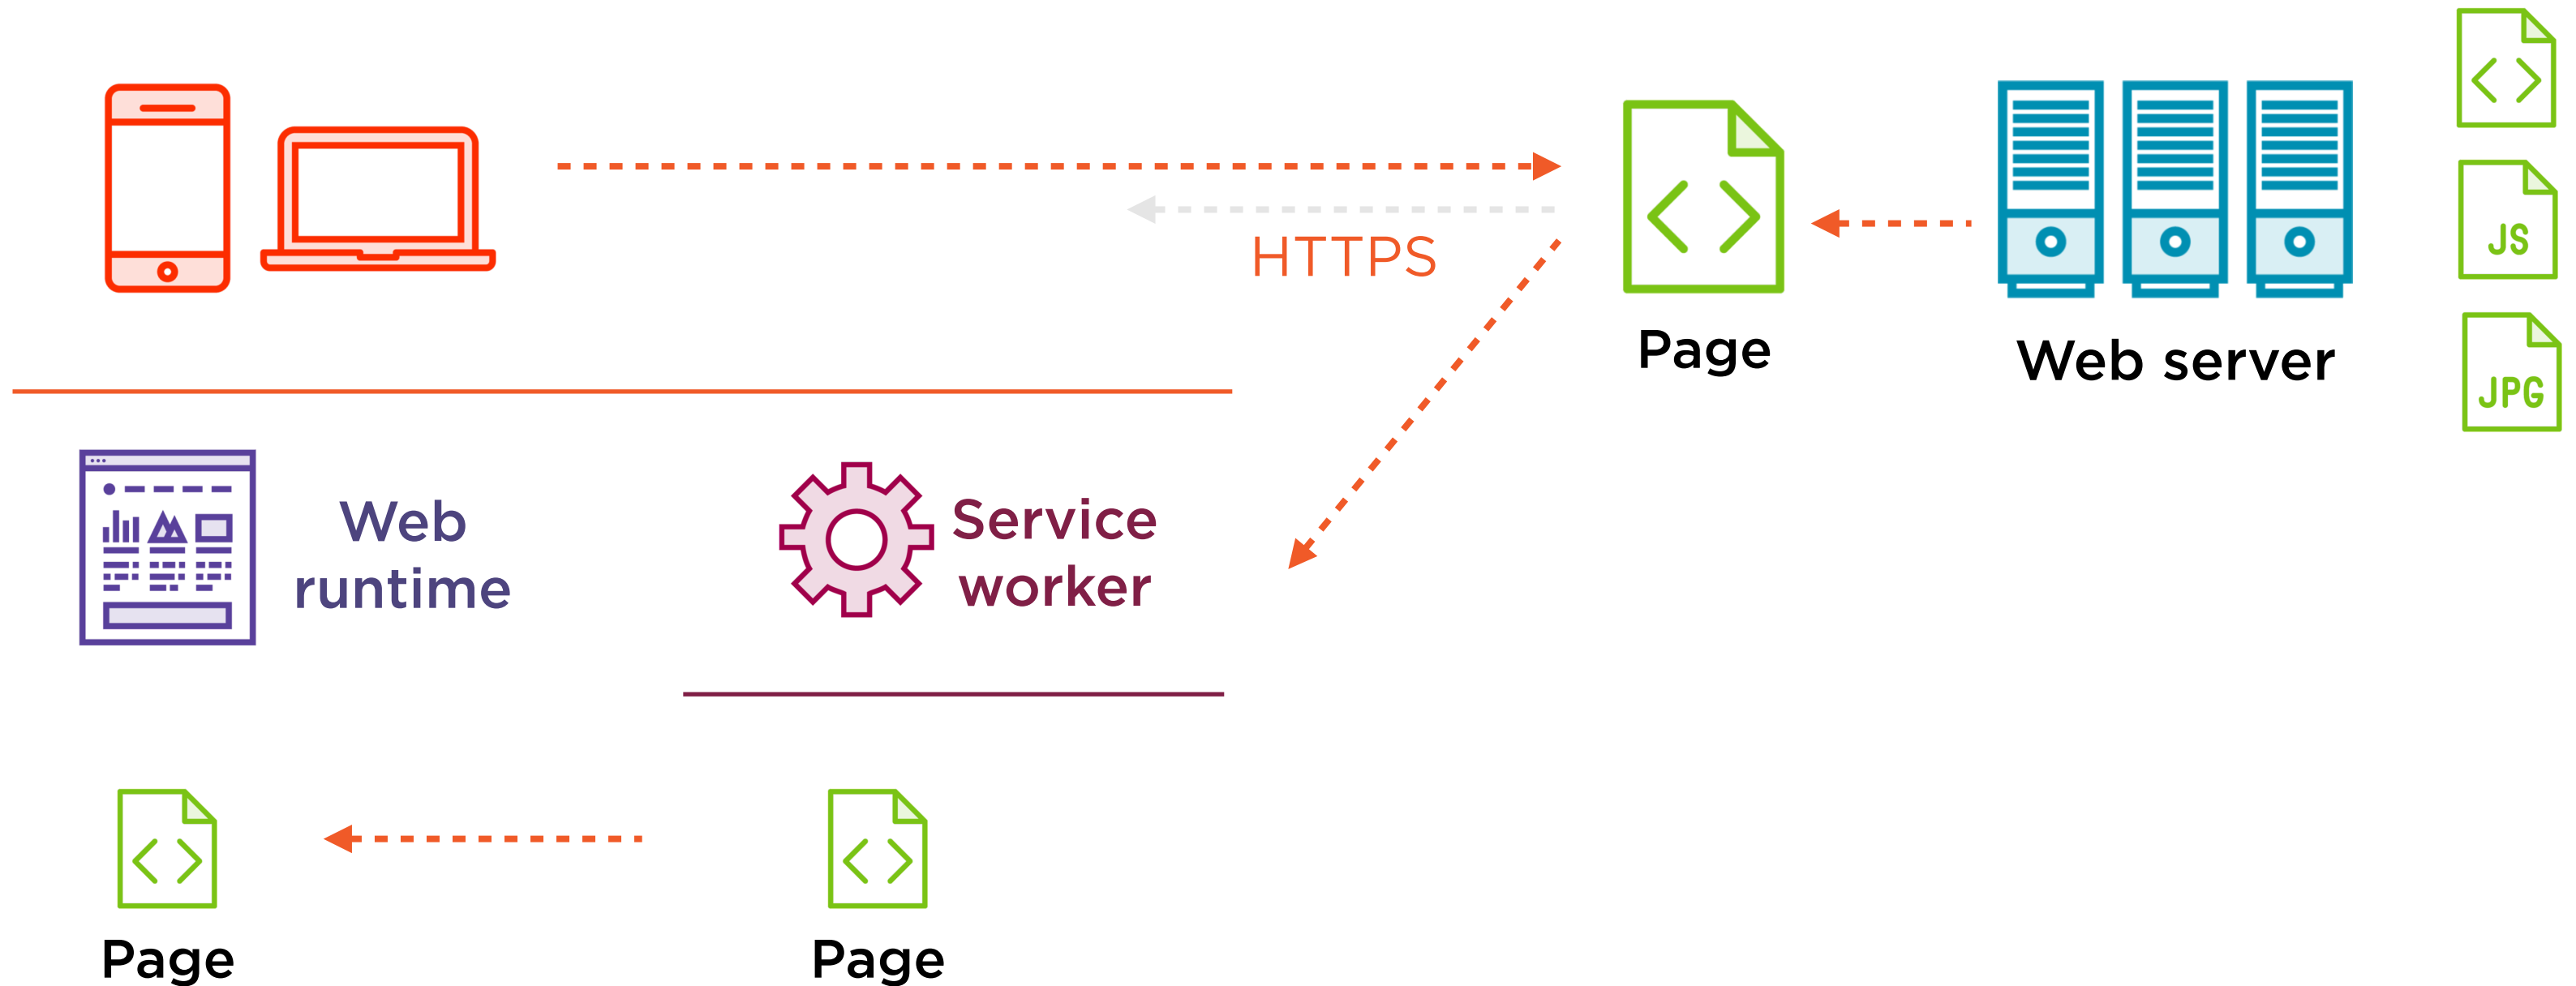 HTTPS
Page
Web server
JS
JPG
Web
runtime
Service
worker
Page
Page